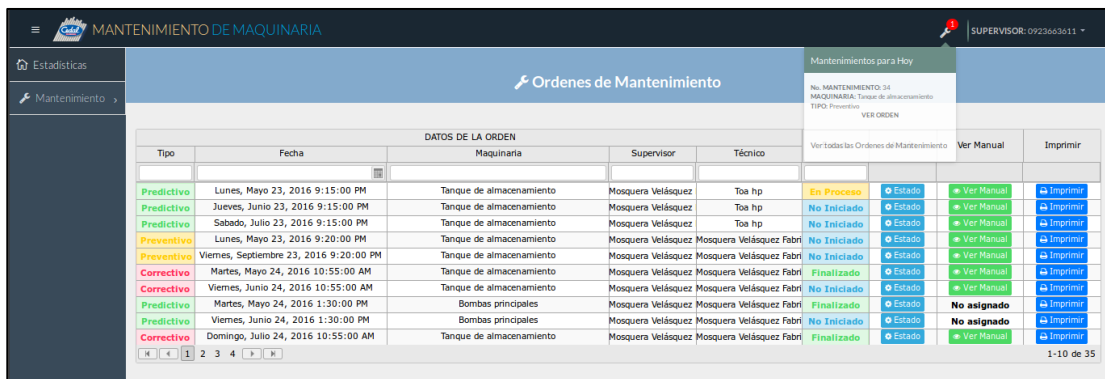 Cridal MANTENIMIENTO DE MAQUINARIA 1 SUPERVISOR: 0923663611
Estadísticas
Mantenimiento
Ordenes de Mantenimiento
Mantenimientos para Hoy
No. MANTENIMIENTO: 34
MAQUINARIA: Tanque de almacenamiento
TIPO: Preventivo
VER ORDEN
Ver todas las Ordenes de Mantenimiento
DATOS DE LA ORDEN
Tipo Fecha Maquinaria Supervisor Técnico Ver Manual Imprimir
Predictivo Lunes, Mayo 23, 2016 9:15:00 PM Tanque de almacenamiento Mosquera Velásquez Toa hp En Proceso Estado Ver Manual Imprimir
Predictivo Jueves, Junio 23, 2016 9:15:00 PM Tanque de almacenamiento Mosquera Velásquez Toa hp No Iniciado Estado Ver Manual Imprimir
Predictivo Sabado, Julio 23, 2016 9:15:00 PM Tanque de almacenamiento Mosquera Velásquez Toa hp No Iniciado Estado Ver Manual Imprimir
Preventivo Lunes, Mayo 23, 2016 9:20:00 PM Tanque de almacenamiento Mosquera Velásquez Mosquera Velásquez Fabri No Iniciado Estado Ver Manual Imprimir
Preventivo Viernes, Septiembre 23, 2016 9:20:00 PM Tanque de almacenamiento Mosquera Velásquez Mosquera Velásquez Fabri No Iniciado Estado Ver Manual Imprimir
Correctivo Martes, Mayo 24, 2016 10:55:00 AM Tanque de almacenamiento Mosquera Velásquez Mosquera Velásquez Fabri Finalizado Estado Ver Manual Imprimir
Correctivo Viernes, Junio 24, 2016 10:55:00 AM Tanque de almacenamiento Mosquera Velásquez Mosquera Velásquez Fabri No Iniciado Estado Ver Manual Imprimir
Predictivo Martes, Mayo 24, 2016 1:30:00 PM Bombas principales Mosquera Velásquez Mosquera Velásquez Fabri Finalizado Estado No asignado Imprimir
Predictivo Viernes, Junio 24, 2016 1:30:00 PM Bombas principales Mosquera Velásquez Mosquera Velásquez Fabri No Iniciado Estado No asignado Imprimir
Correctivo Domingo, Julio 24, 2016 10:55:00 AM Tanque de almacenamiento Mosquera Velásquez Mosquera Velásquez Fabri Finalizado Estado Ver Manual Imprimir
1 2 3 4 1-10 de 35